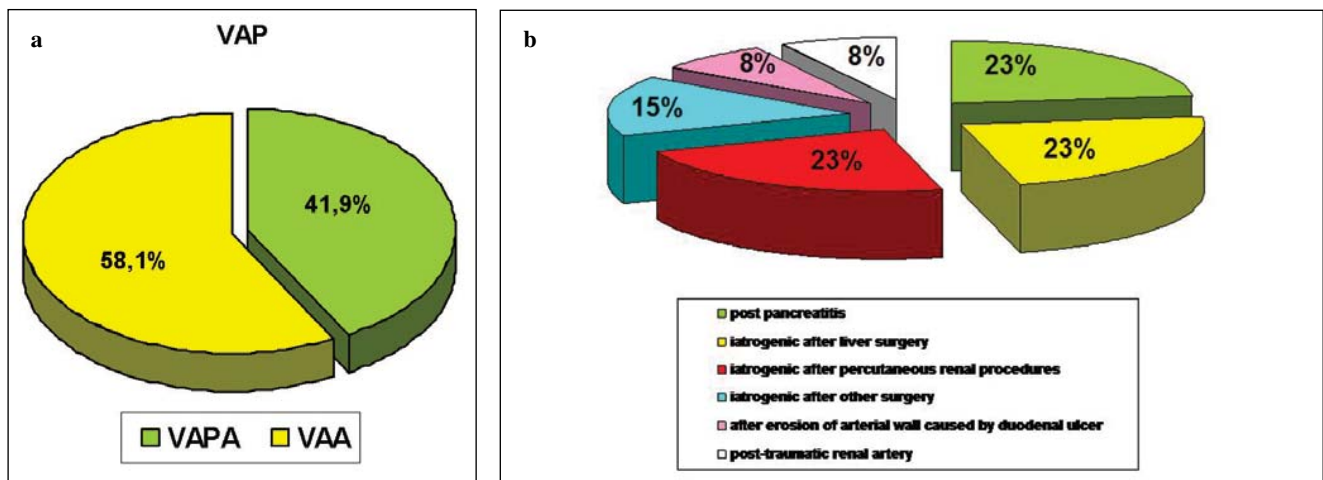 a
VAP
41,9%
58,1%
VAPA VAA
b
8%
8%
23%
15%
23%
23%
post pancreatitis
iatrogenic after liver surgery
iatrogenic after percutaneous renal procedures
iatrogenic after other surgery
after erosion of arterial wall caused by duodenal ulcer
post-traumatic renal artery